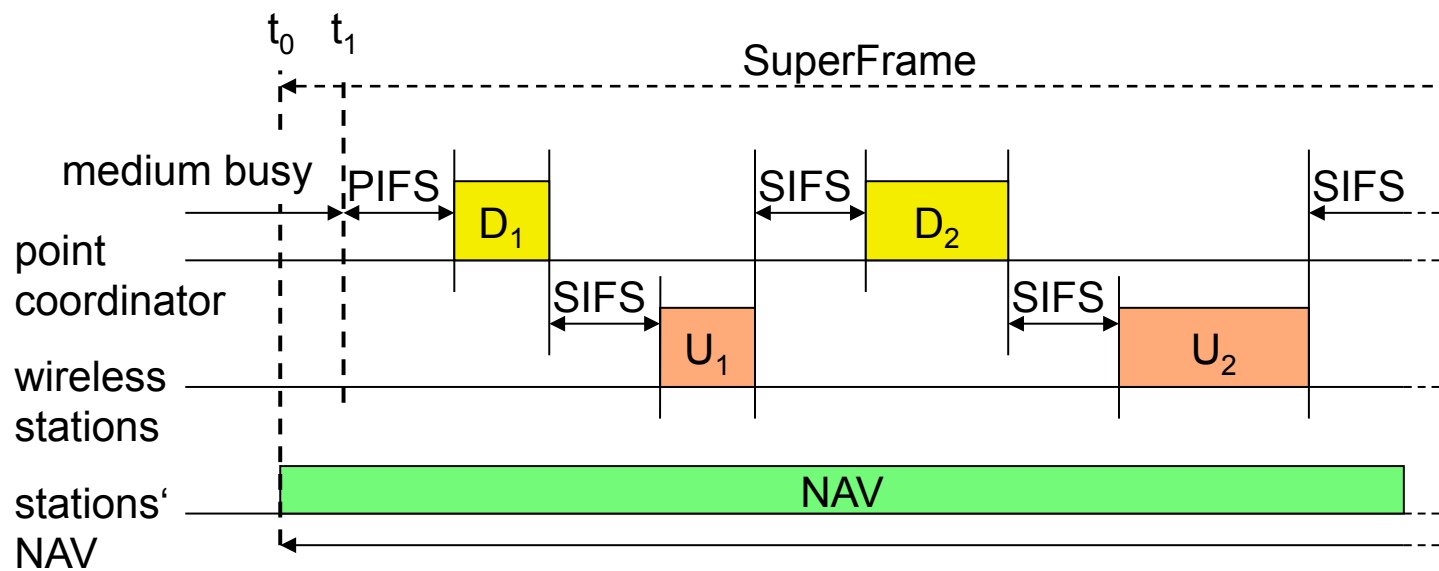 t₀ t₁
SuperFrame
medium busy
PIFS
D₁
SIFS
D₂
SIFS
point
coordinator
SIFS
U₁
SIFS
U₂
wireless
stations
NAV
stations‘
NAV